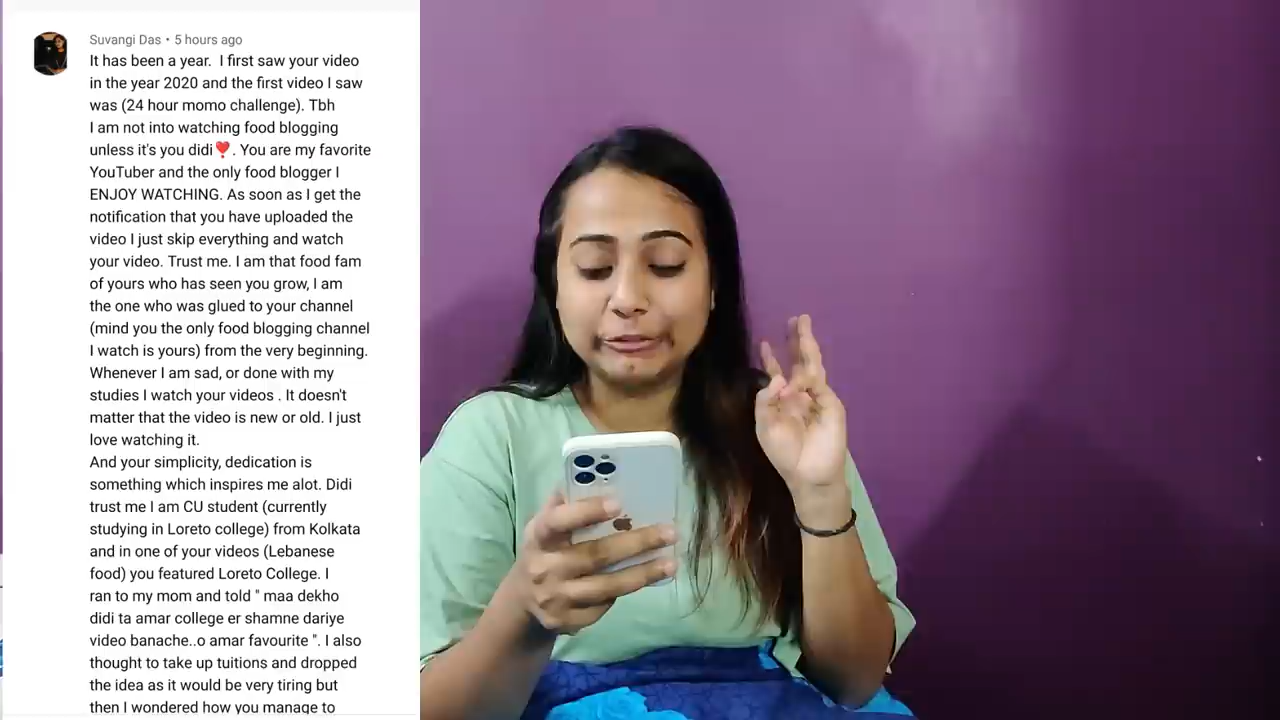 Suvangi Das • 5 hours ago
It has been a year.  I first saw your video
in the year 2020 and the first video I saw
was (24 hour momo challenge). Tbh
I am not into watching food blogging
unless it's you didi❣️. You are my favorite
YouTuber and the only food blogger I
ENJOY WATCHING. As soon as I get the
notification that you have uploaded the
video I just skip everything and watch
your video. Trust me. I am that food fam
of yours who has seen you grow, I am
the one who was glued to your channel
(mind you the only food blogging channel
I watch is yours) from the very beginning.
Whenever I am sad, or done with my
studies I watch your videos . It doesn't
matter that the video is new or old. I just
love watching it.
And your simplicity, dedication is
something which inspires me alot. Didi
trust me I am CU student (currently
studying in Loreto college) from Kolkata
and in one of your videos (Lebanese
food) you featured Loreto College. I
ran to my mom and told " maa dekho
didi ta amar college er shamne dariye
video banache..o amar favourite ". I also
thought to take up tuitions and dropped
the idea as it would be very tiring but
then I wondered how you manage to